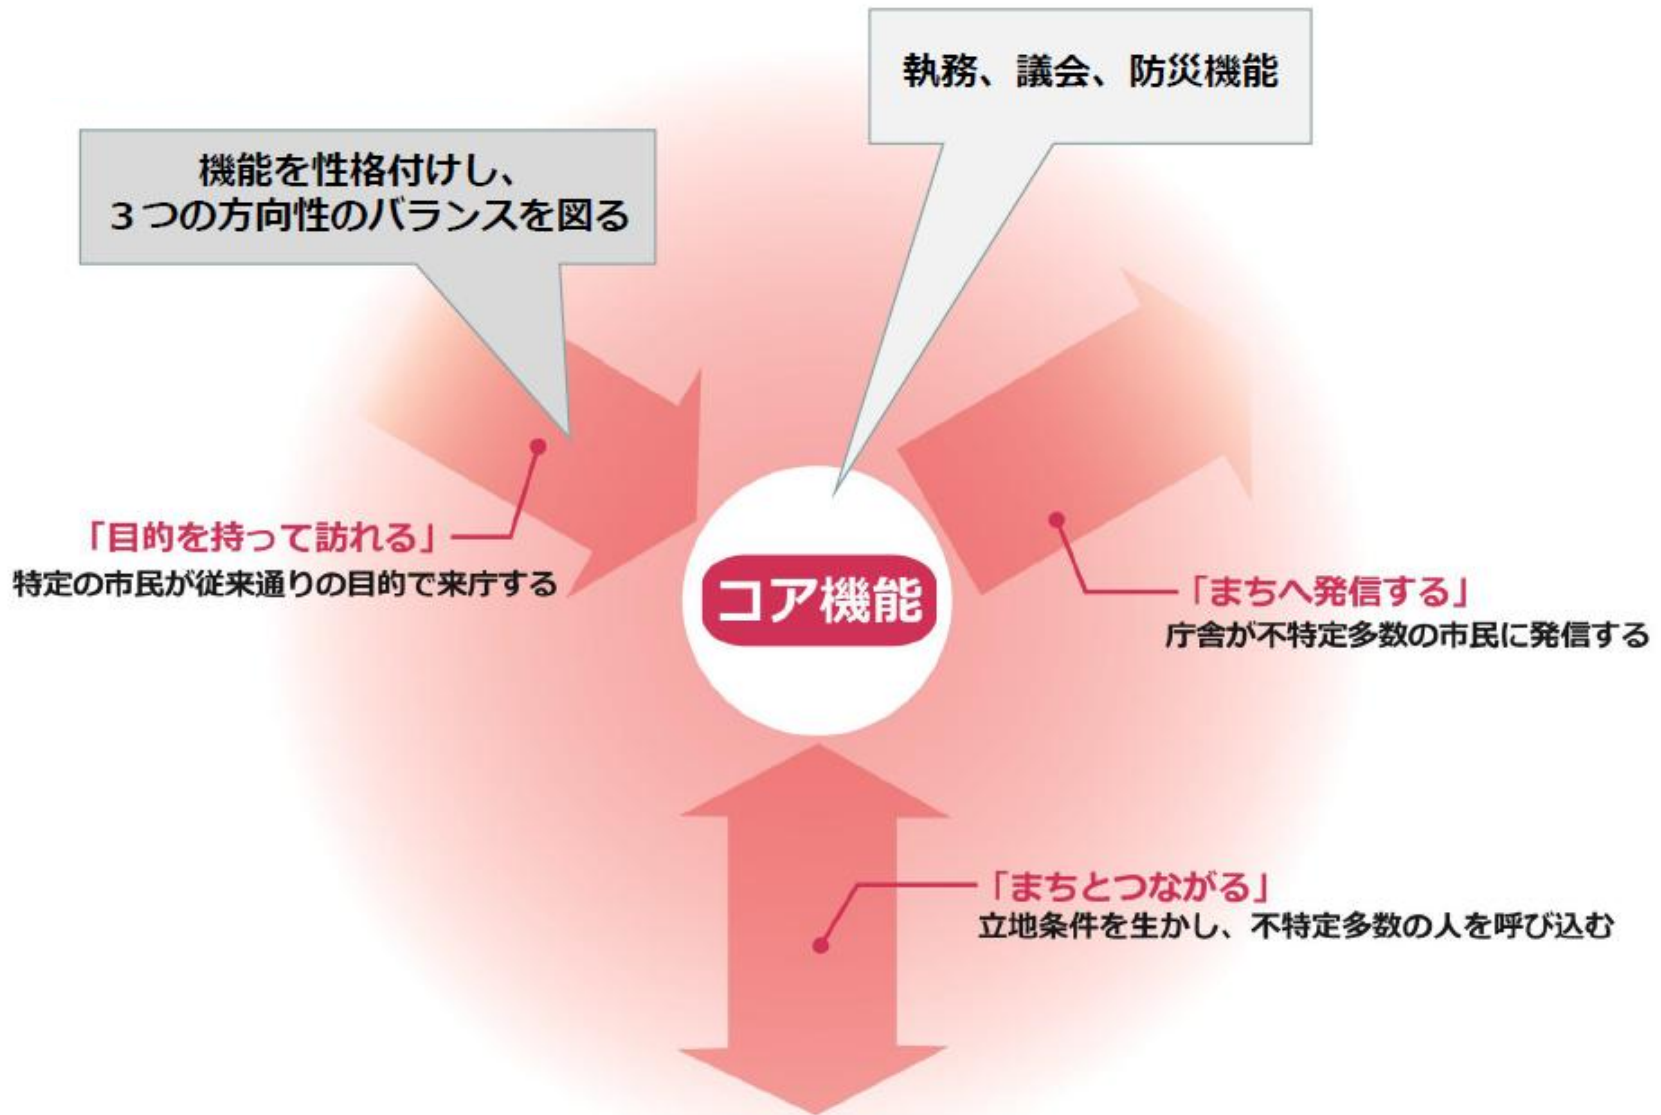 執務、議会、防災機能
機能を性格付けし、
３つの方向性のバランスを図る
「目的を持って訪れる」
特定の市民が従来通りの目的で来庁する
コア機能
「まちへ発信する」
庁舎が不特定多数の市民に発信する
「まちとつながる」
立地条件を生かし、不特定多数の人を呼び込む